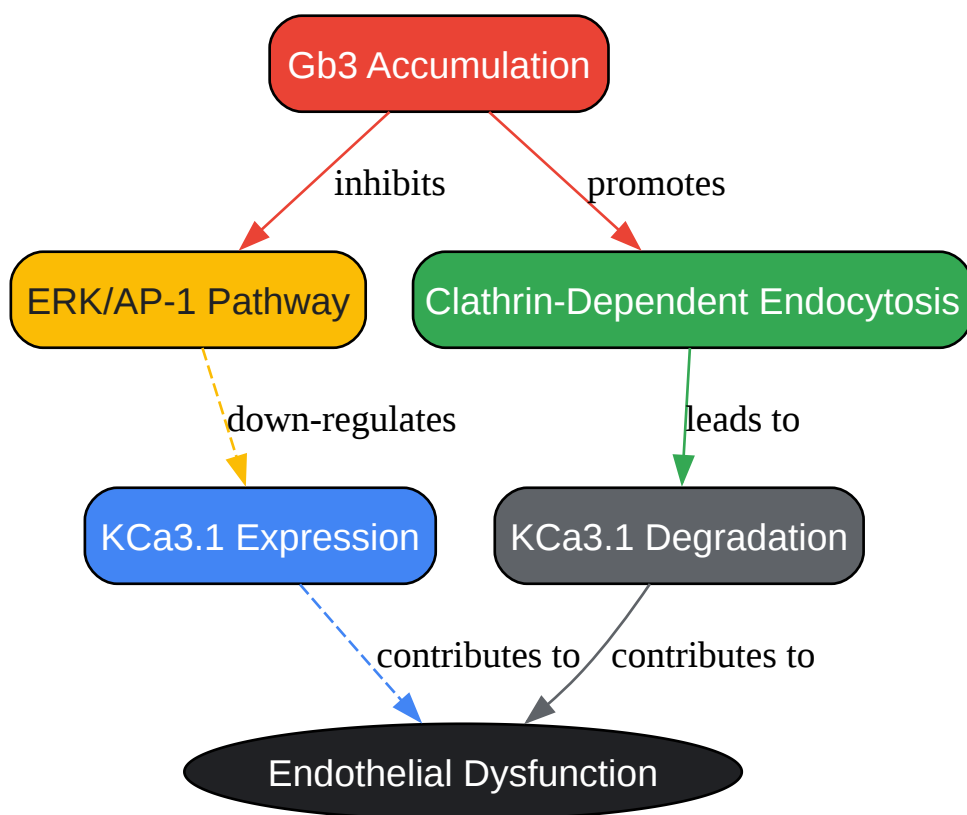 Gb3 Accumulation
inhibits
promotes
ERK/AP-1 Pathway
Clathrin-Dependent Endocytosis
down-regulates
leads to
KCa3.1 Expression
KCa3.1 Degradation
contributes to
contributes to
Endothelial Dysfunction